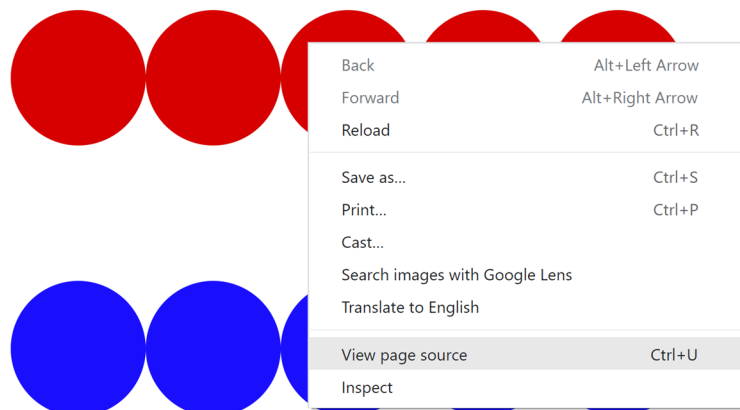 Back Alt+Left Arrow
Forward Alt+Right Arrow
Reload Ctrl+R
Save as... Ctrl+S
Print... Ctrl+P
Cast...
Search images with Google Lens
Translate to English
View page source Ctrl+U
Inspect